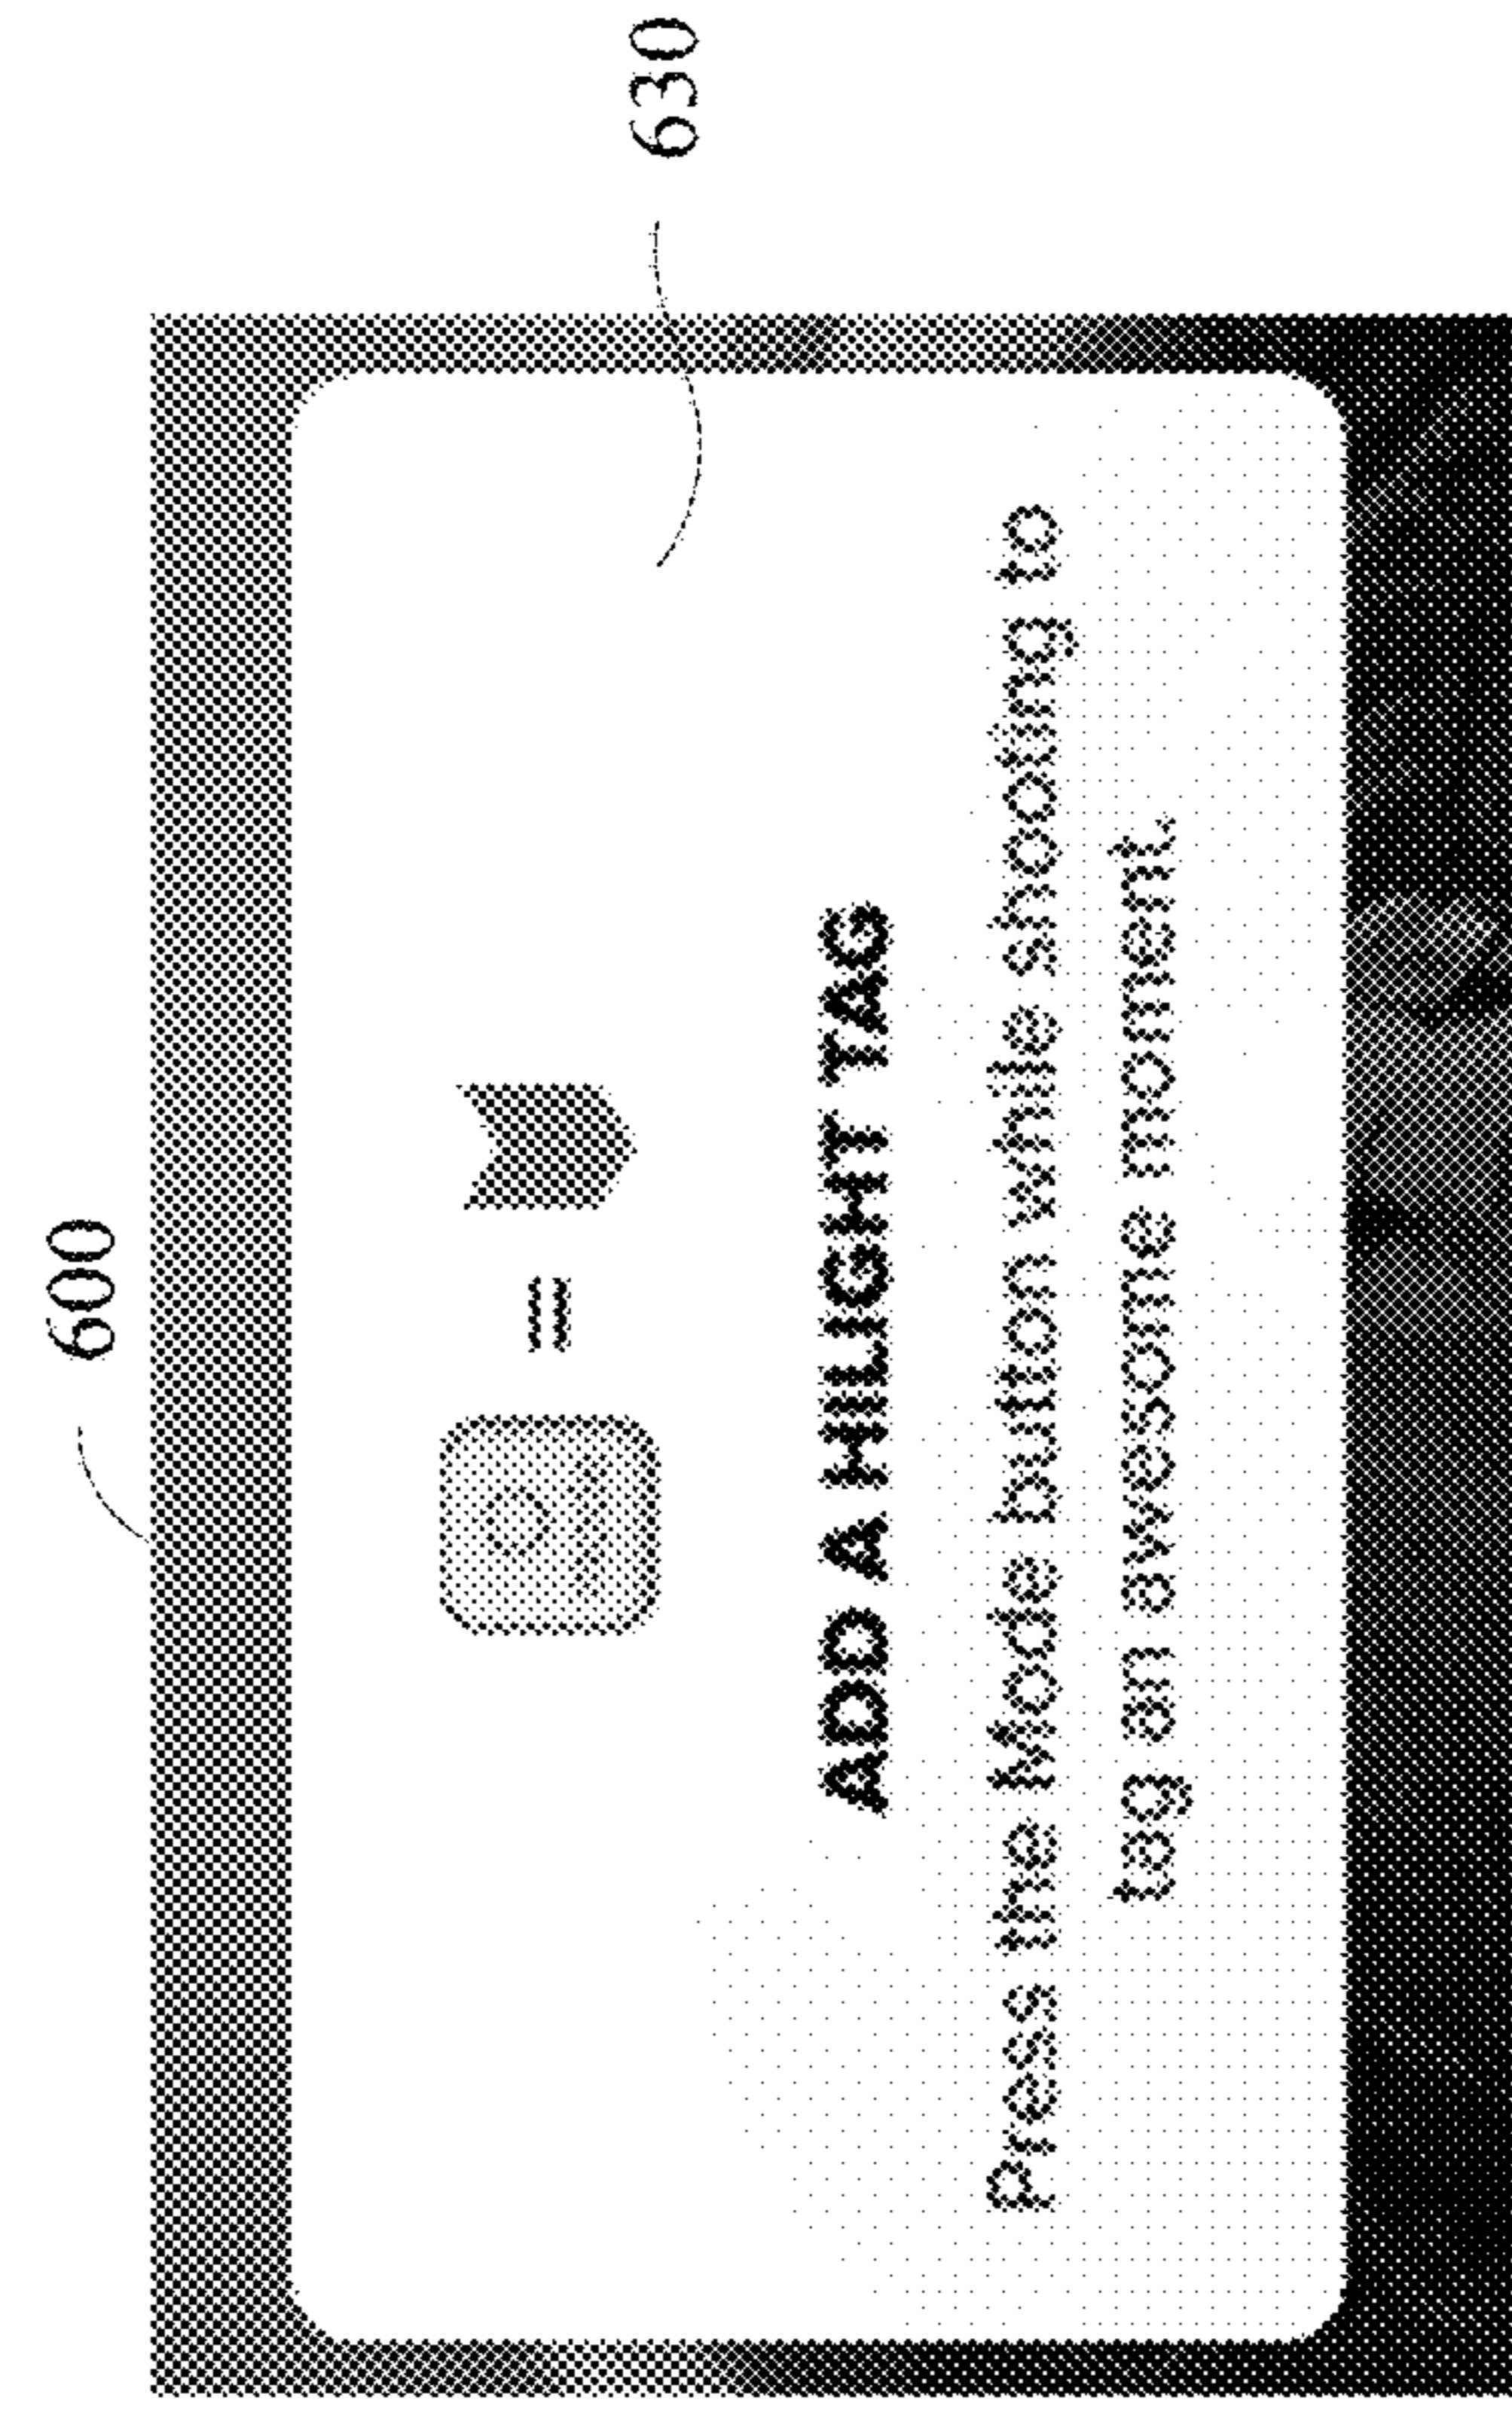 600
630
=
ADD A HILIGHT TAG
Press the Mode button while shooting to
tag an awesome moment.